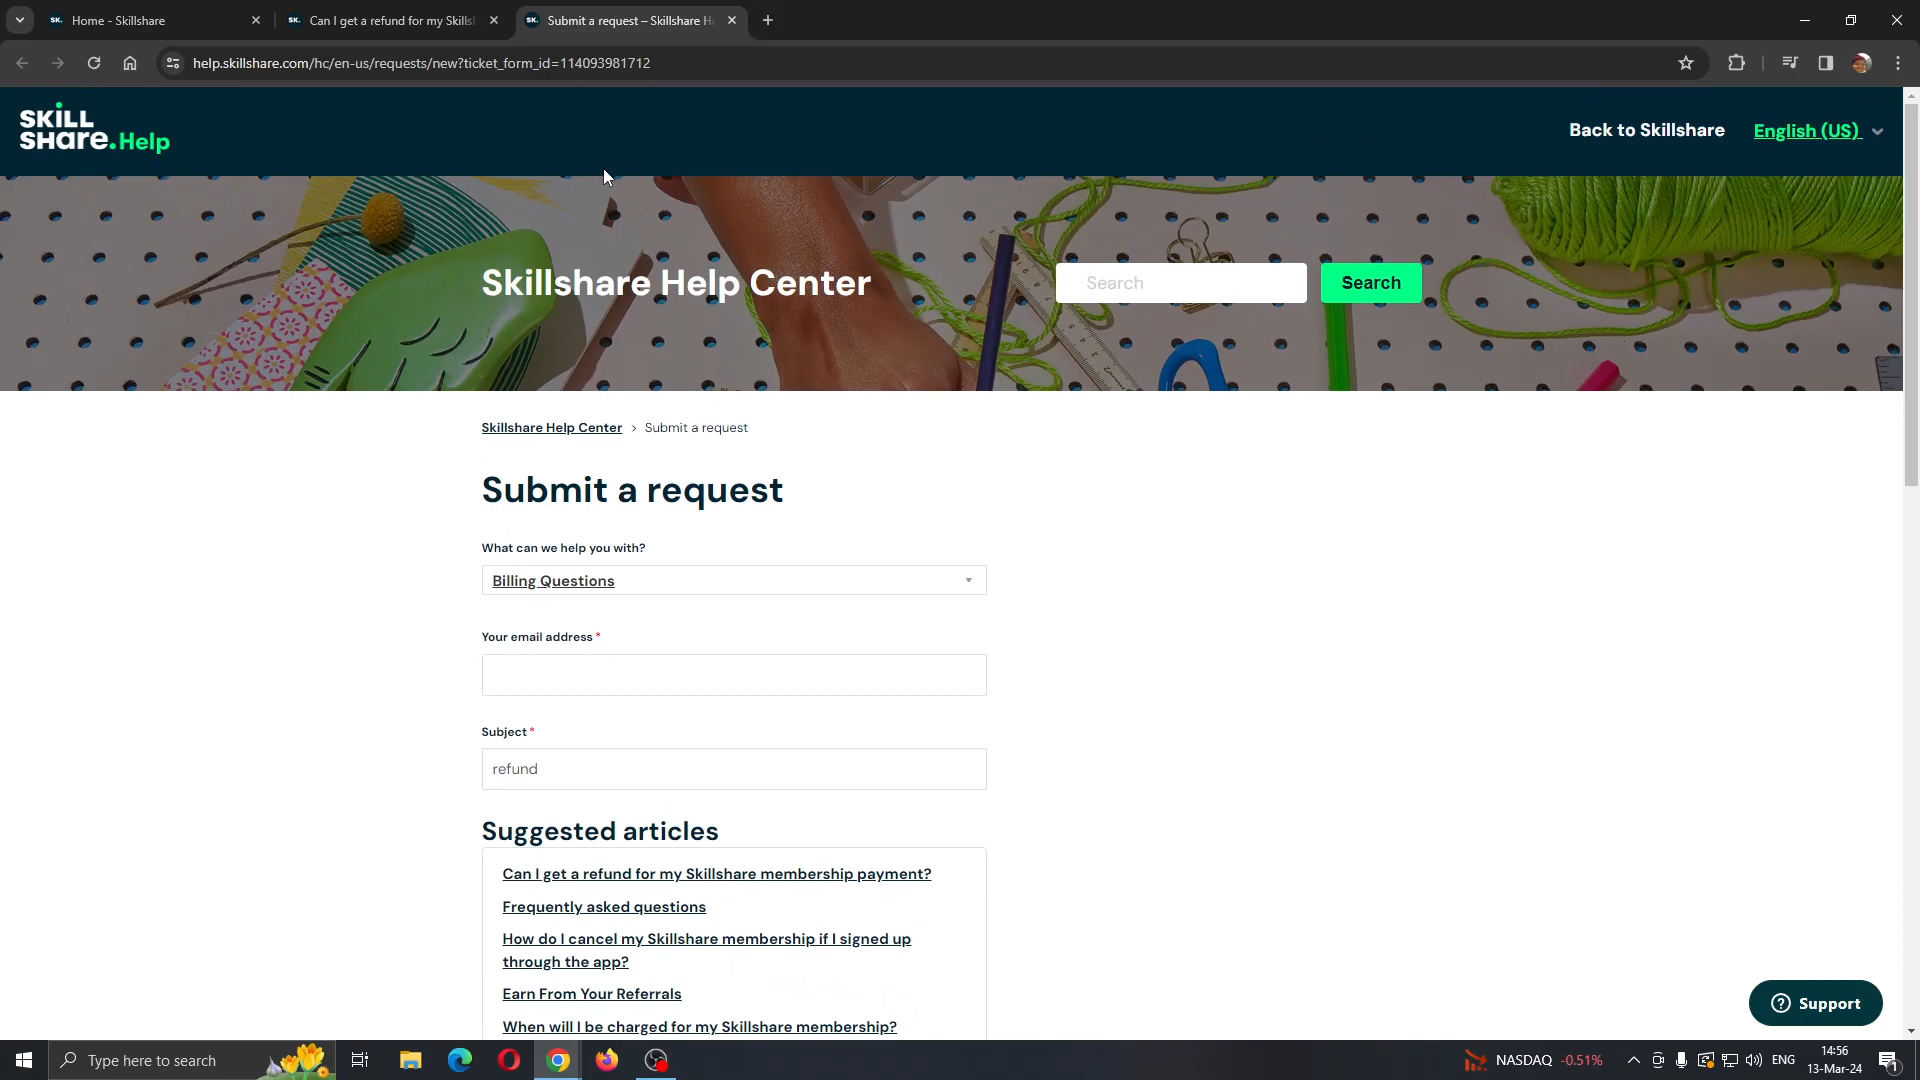 Home - Skillshare
Can I get a refund for my Skills
Submit a request – Skillshare H
help.skillshare.com/hc/en-us/requests/new?ticket_form_id=114093981712
SKILL
SHARE.Help
Back to Skillshare
English (US)
Skillshare Help Center
Search
Search
Skillshare Help Center > Submit a request
Submit a request
What can we help you with?
Billing Questions
Your email address *
Subject *
refund
Suggested articles
Can I get a refund for my Skillshare membership payment?
Frequently asked questions
How do I cancel my Skillshare membership if I signed up
through the app?
Earn From Your Referrals
When will I be charged for my Skillshare membership?
Support
Type here to search
NASDAQ -0.51%
ENG
14:56
13-Mar-24
1